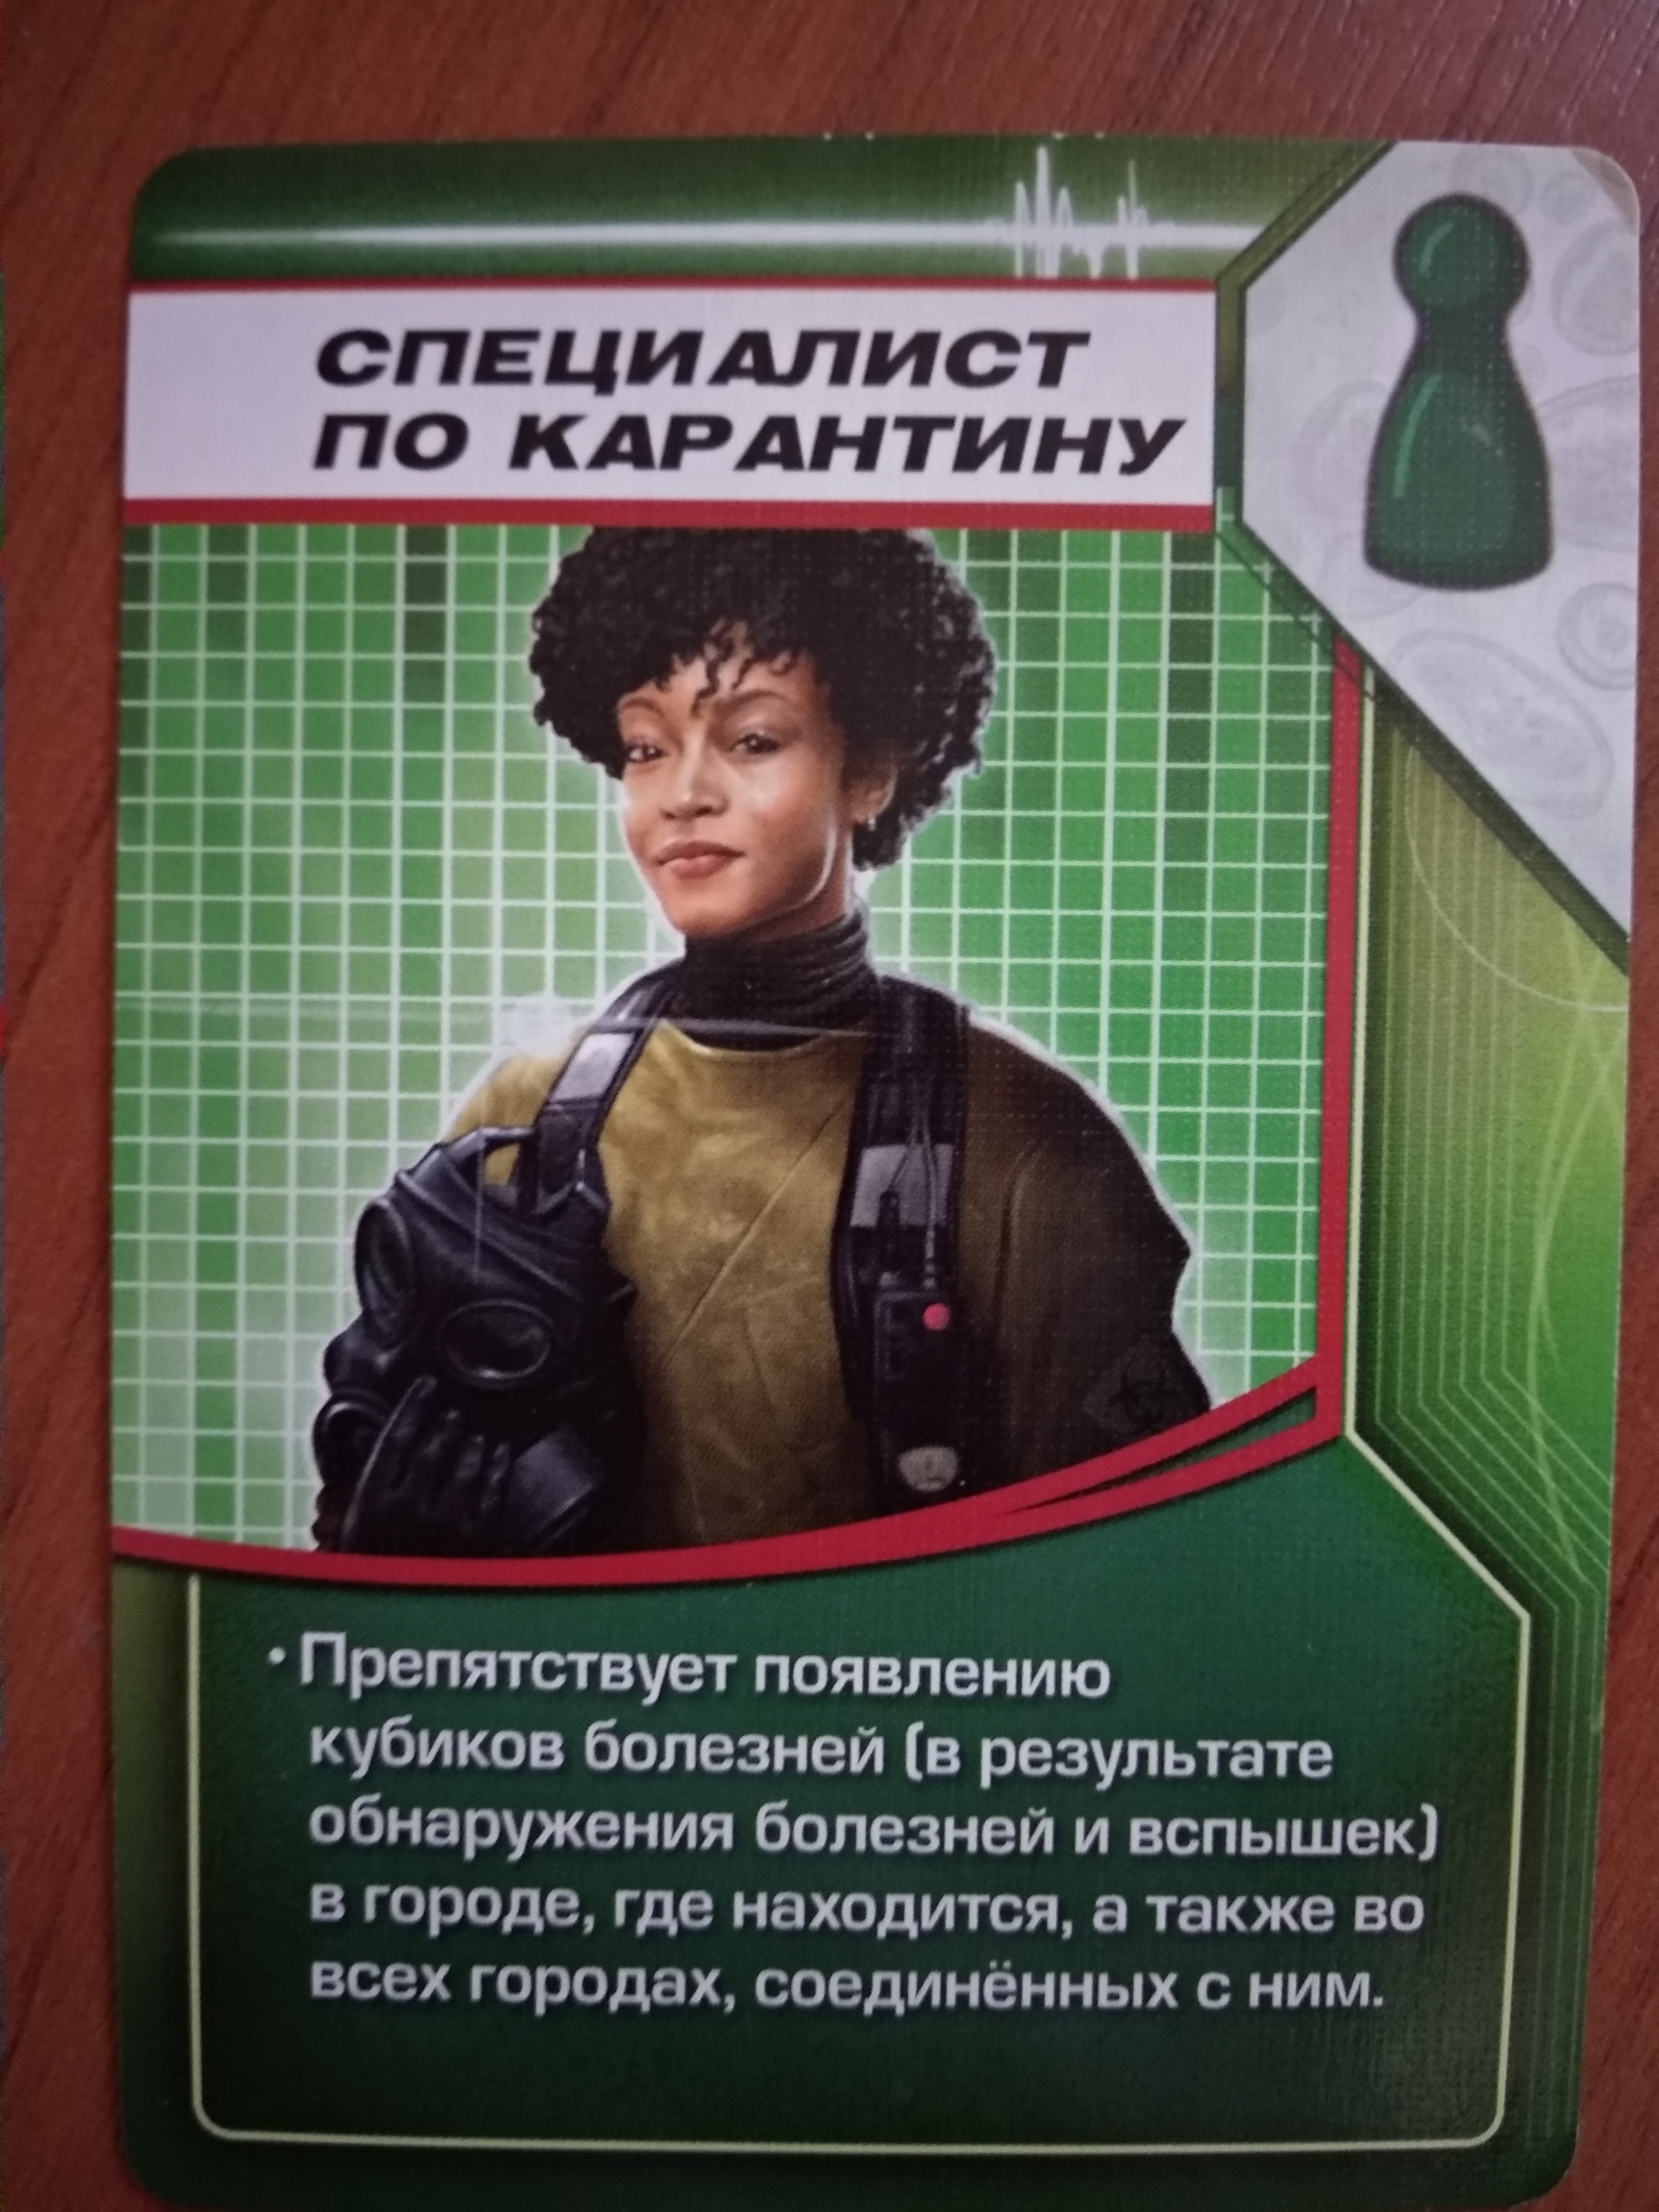 СПЕЦИАЛИСТ
ПО КАРАНТИНУ
• Препятствует появлению
кубиков болезней (в результате
обнаружения болезней и вспышек)
в городе, где находится, а также во
всех городах, соединённых с ним.